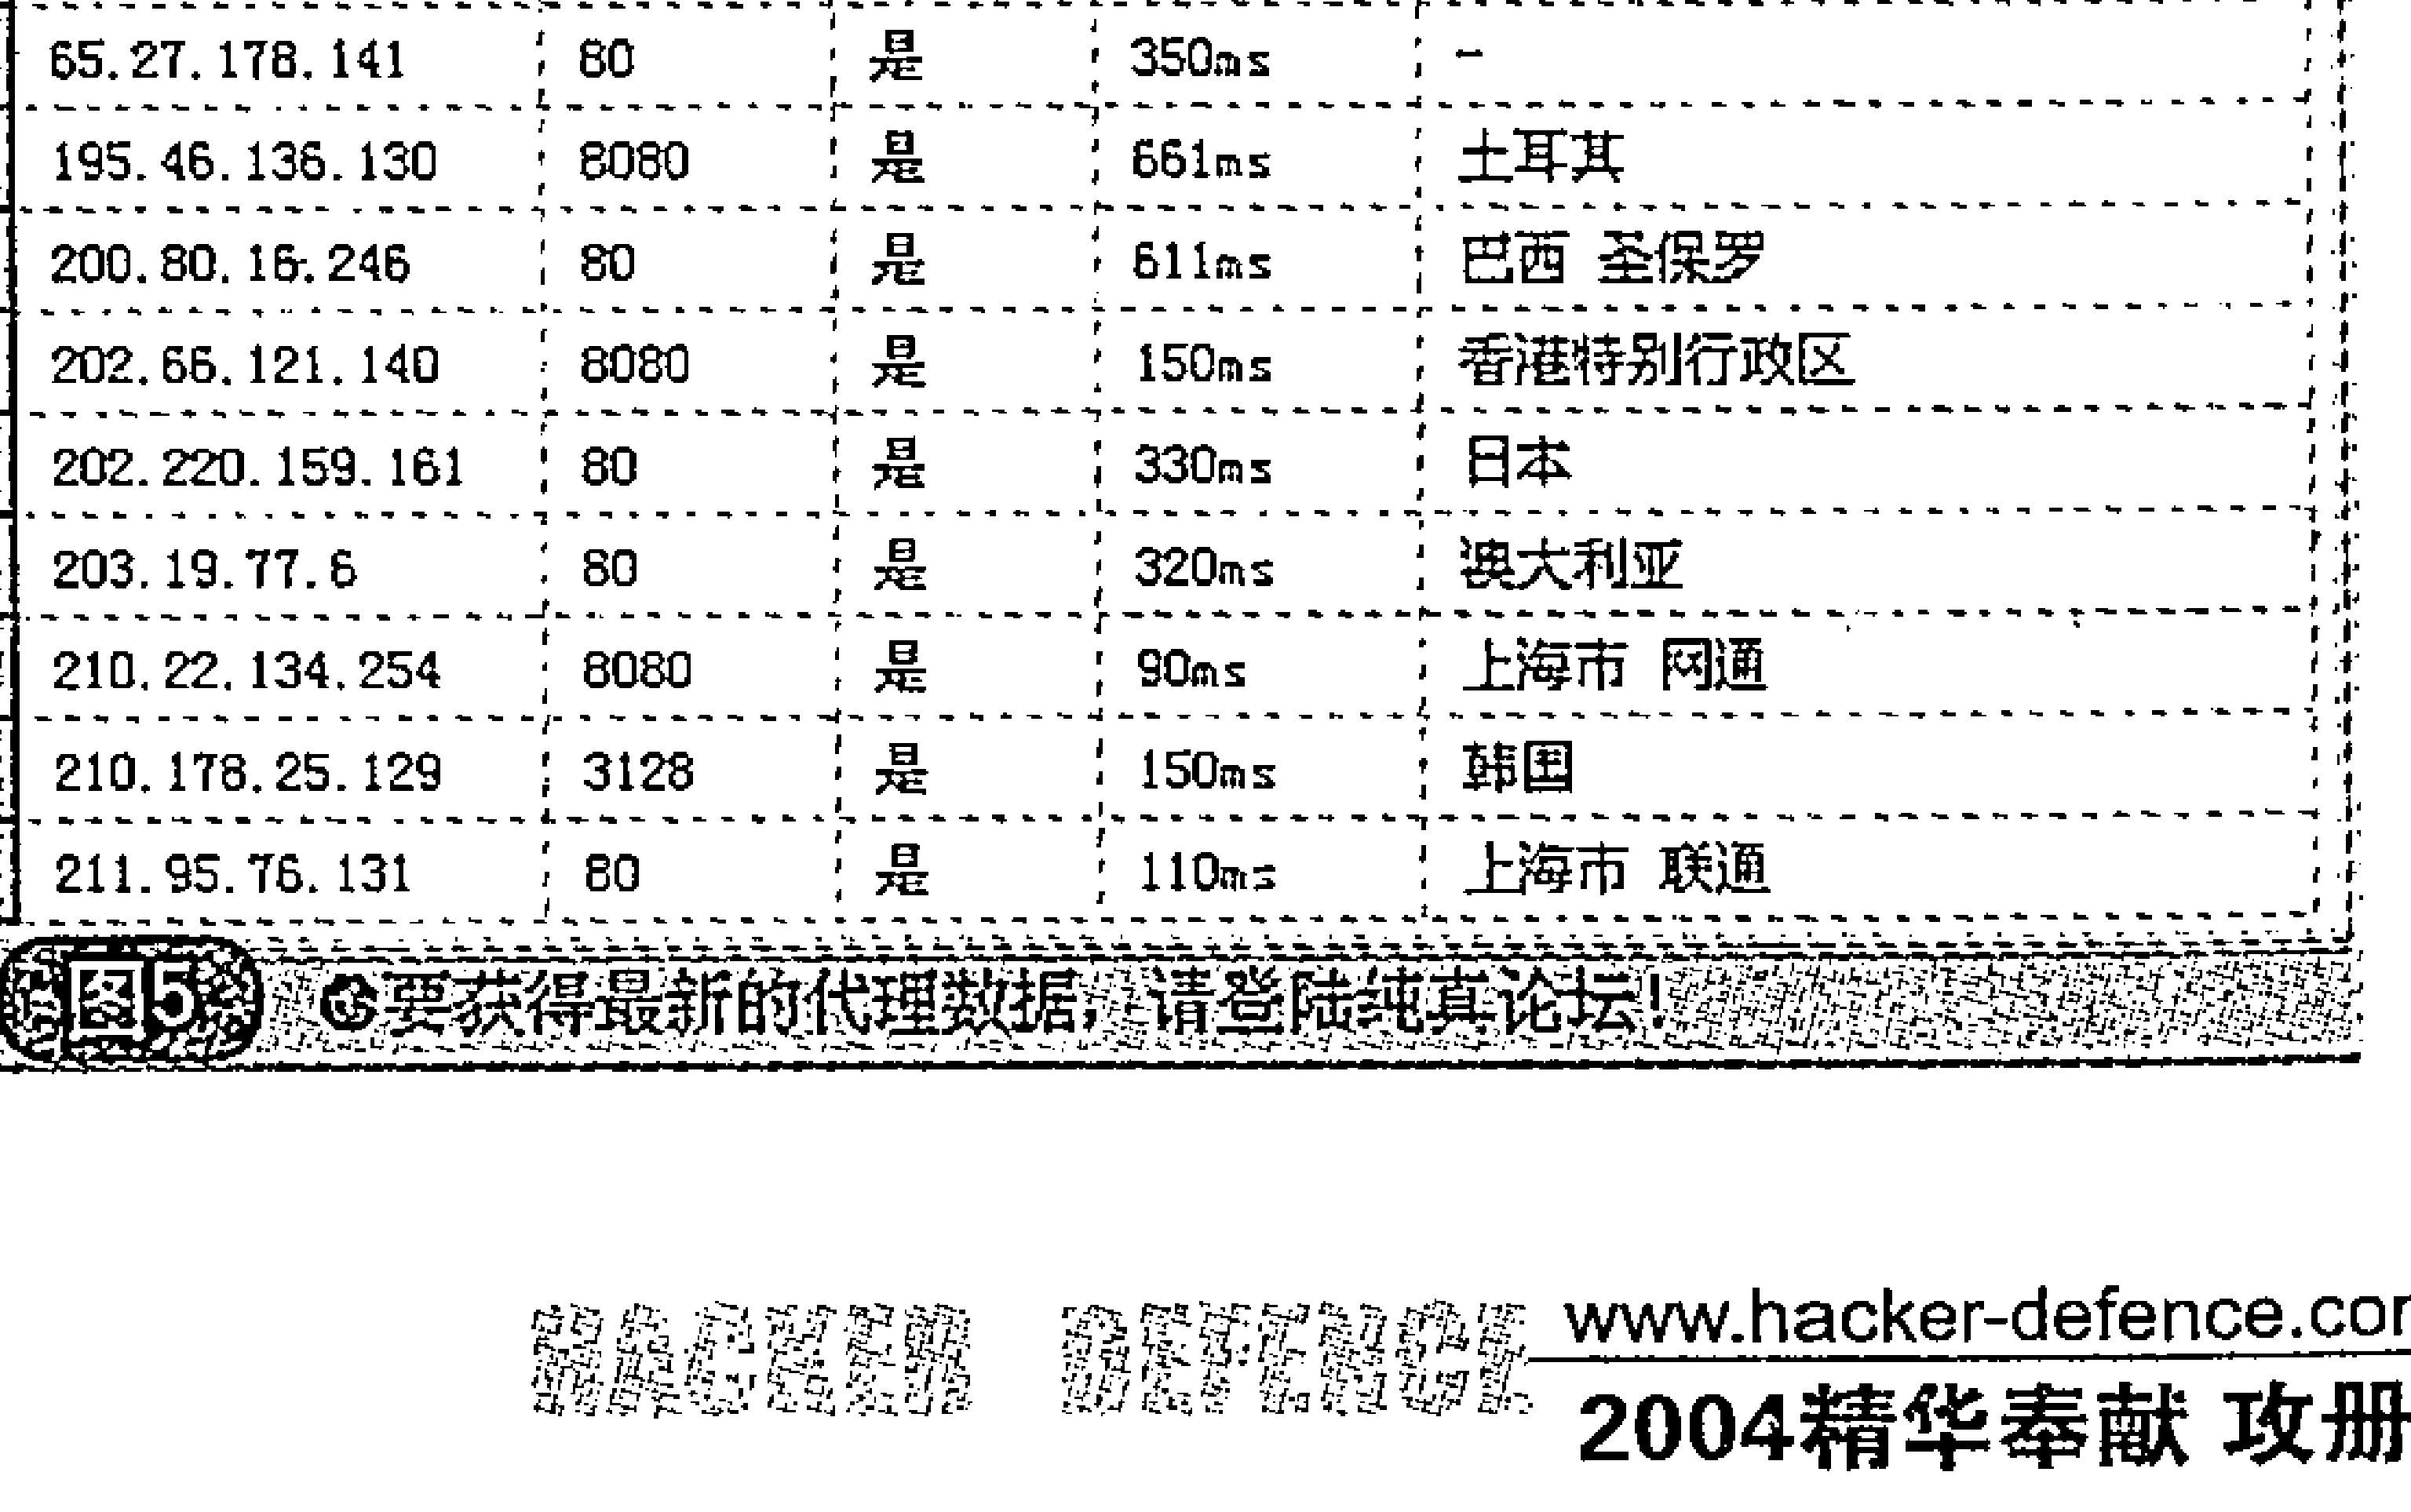 65.27.178.141 80 是 350ms -
195.46.136.130 8080 是 661ms 土耳其
200.80.16.246 80 是 611ms 巴西 圣保罗
202.66.121.140 8080 是 150ms 香港特别行政区
202.220.159.161 80 是 330ms 日本
203.19.77.6 80 是 320ms 澳大利亚
210.22.134.254 8080 是 90ms 上海市 网通
210.178.25.129 3128 是 150ms 韩国
211.95.76.131 80 是 110ms 上海市 联通
图5 要获得最新的代理数据，请登陆纯真论坛!
HACKER DEFENCE www.hacker-defence.cor
2004精华奉献 攻册